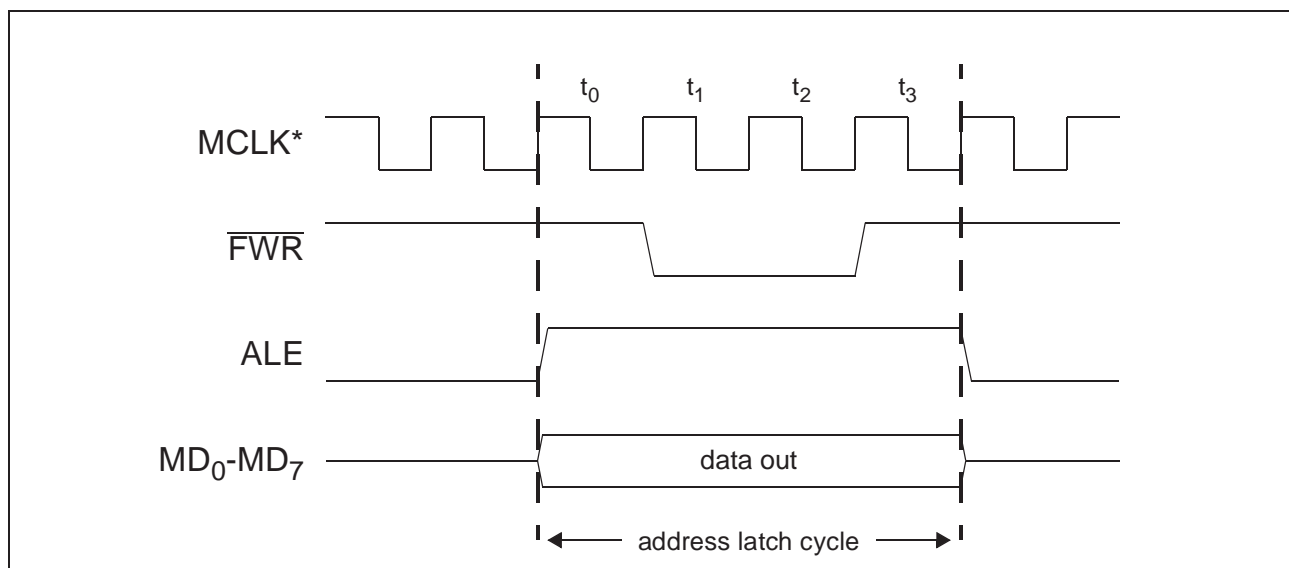 t0 t1 t2 t3
MCLK*
FWR
ALE
MD0-MD7
data out
address latch cycle